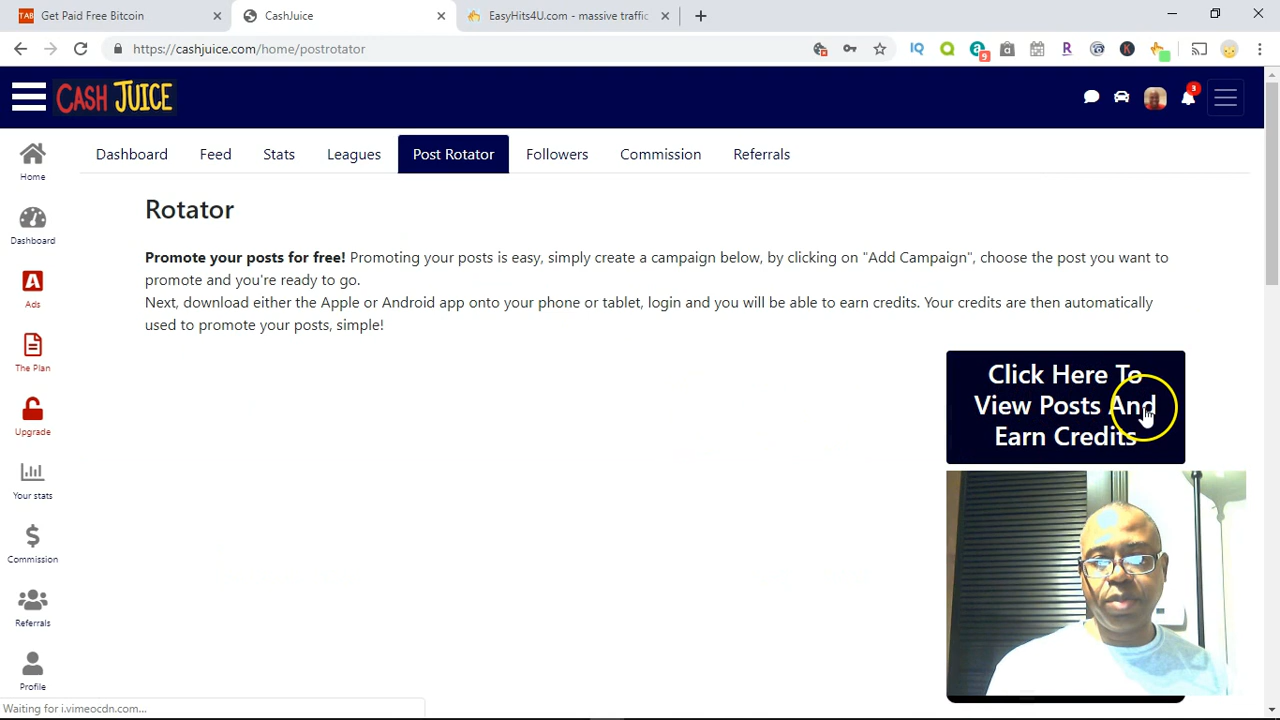 Get Paid Free Bitcoin
CashJuice
EasyHits4U.com - massive traffic
https://cashjuice.com/home/postrotator
9
CASH JUICE
3
Dashboard
Feed
Stats
Leagues
Post Rotator
Followers
Commission
Referrals
Home
Dashboard
Ads
The Plan
Upgrade
Your stats
Commission
Referrals
Profile
Rotator
Promote your posts for free! Promoting your posts is easy, simply create a campaign below, by clicking on "Add Campaign", choose the post you want to
promote and you're ready to go.
Next, download either the Apple or Android app onto your phone or tablet, login and you will be able to earn credits. Your credits are then automatically
used to promote your posts, simple!
Click Here To
View Posts And
Earn Credits
Waiting for i.vimeocdn.com...